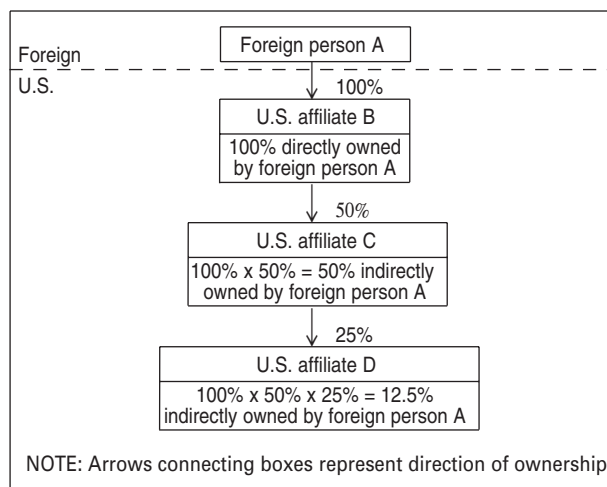 Foreign person A
Foreign
U.S.
100%
U.S. affiliate B
100% directly owned
by foreign person A
50%
U.S. affiliate C
100% x 50% = 50% indirectly
owned by foreign person A
25%
U.S. affiliate D
100% x 50% x 25% = 12.5%
indirectly owned by foreign person A
NOTE: Arrows connecting boxes represent direction of ownership